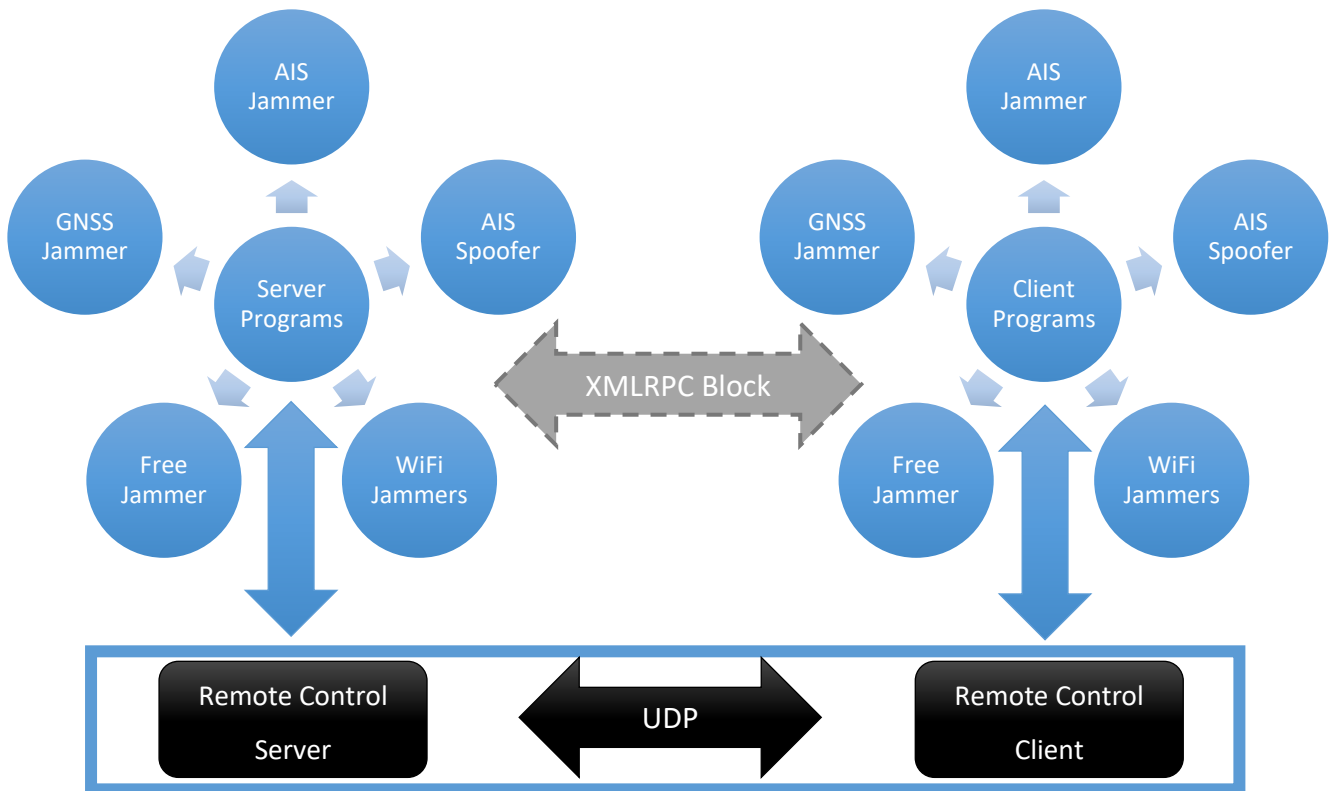 AIS
Jammer
GNSS
Jammer
AIS
Spoofer
Server
Programs
Free
Jammer
WiFi
Jammers
XMLRPC Block
AIS
Jammer
GNSS
Jammer
AIS
Spoofer
Client
Programs
Free
Jammer
WiFi
Jammers
Remote Control
Server
UDP
Remote Control
Client